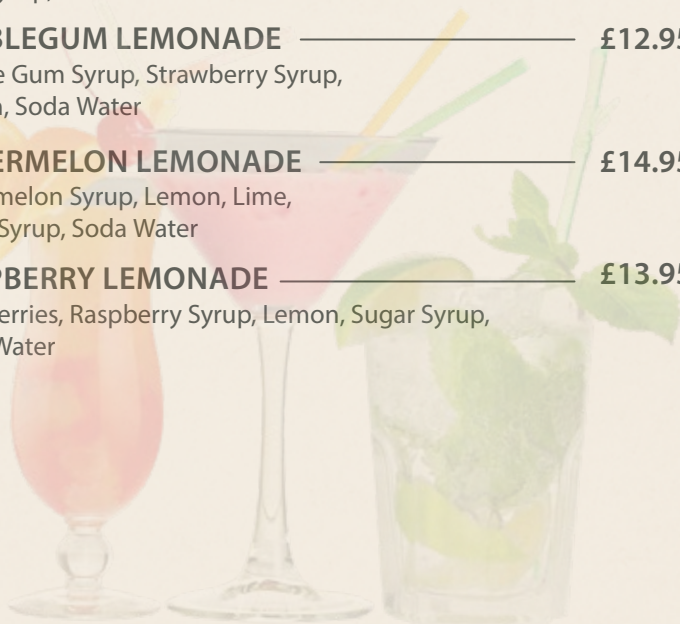 BLEGUM LEMONADE £12.95
e Gum Syrup, Strawberry Syrup,
, Soda Water
ERMELON LEMONADE £14.95
melon Syrup, Lemon, Lime,
Syrup, Soda Water
PBERRY LEMONADE £13.95
erries, Raspberry Syrup, Lemon, Sugar Syrup,
Water